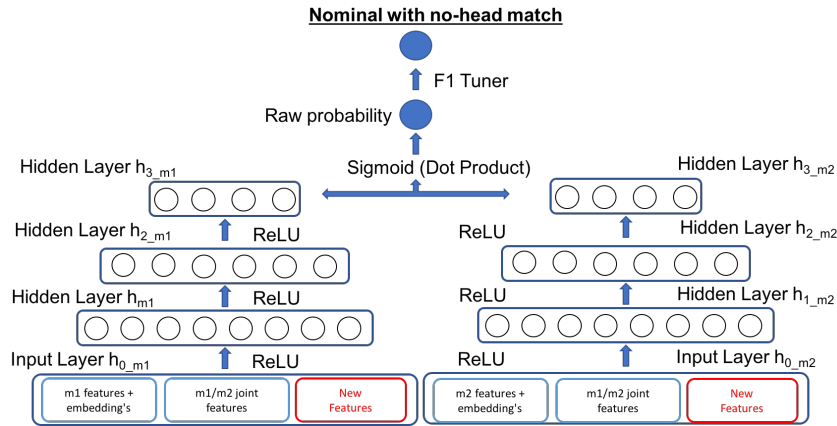 Nominal with no-head match
F1 Tuner
Raw probability
Sigmoid (Dot Product)
Hidden Layer h3_m1
Hidden Layer h3_m2
Hidden Layer h2_m1
ReLU
ReLU
Hidden Layer h2_m2
Hidden Layer hm1
ReLU
ReLU
Hidden Layer h1_m2
Input Layer h0_m1
ReLU
ReLU
Input Layer h0_m2
m1 features +
embedding's
m1/m2 joint
features
New
Features
m2 features +
embedding's
m1/m2 joint
features
New
Features